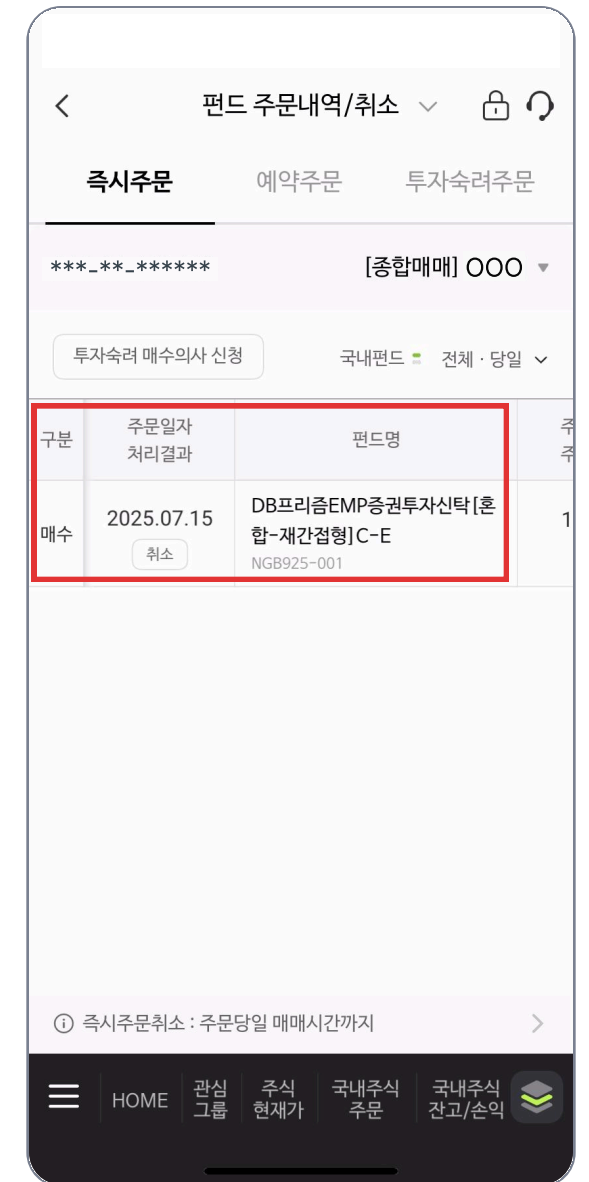 펀드 주문내역/취소
즉시주문 예약주문 투자숙려주문
***-**-****** [종합매매] OOO
투자숙려 매수의사 신청 국내펀드 전체 · 당일
구분 주문일자 처리결과 펀드명 주 주
매수 2025.07.15 취소 DB프리즘EMP증권투자신탁[혼
합-재간접형]C-E 1
NGB925-001
즉시주문취소 : 주문당일 매매시간까지
HOME 관심 그룹 주식 현재가 국내주식 주문 국내주식 잔고/손익